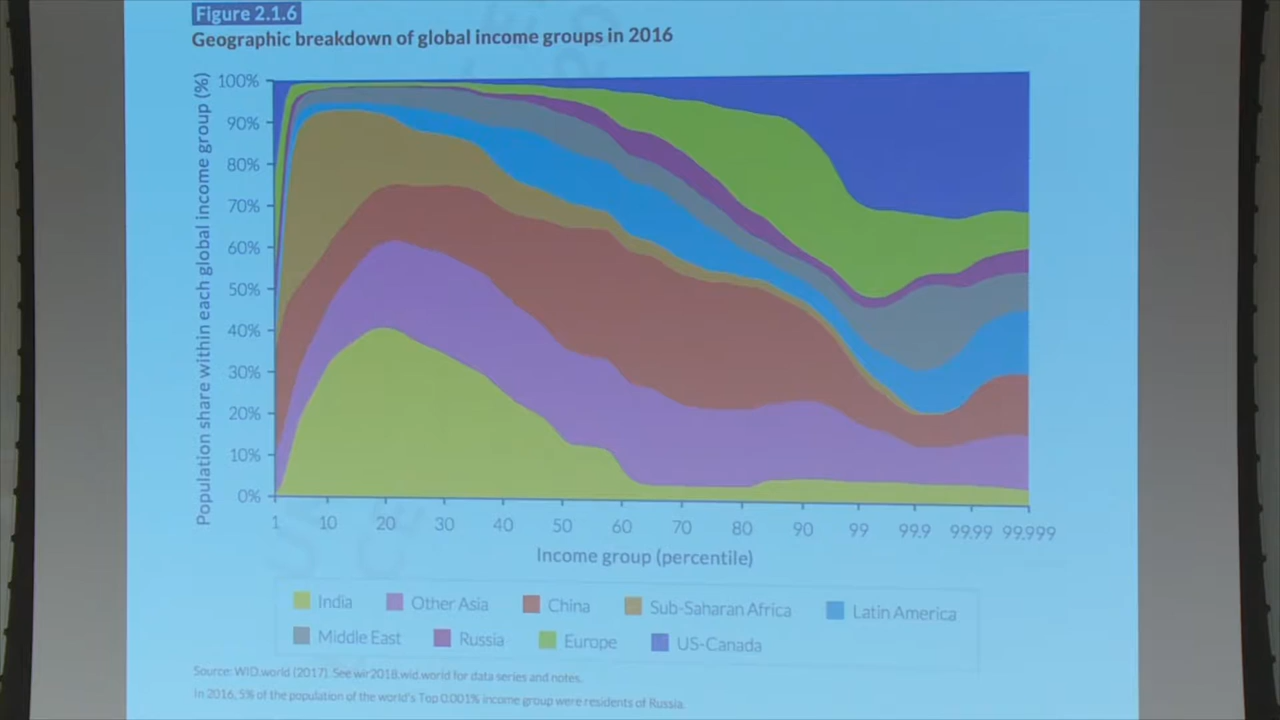 Figure 2.1.6
Geographic breakdown of global income groups in 2016
Population share within each global income group (%)
100%
90%
80%
70%
60%
50%
40%
30%
20%
10%
0%
1 10 20 30 40 50 60 70 80 90 99 99.9 99.99 99.999
Income group (percentile)
India Other Asia China Sub-Saharan Africa Latin America
Middle East Russia Europe US-Canada
Source: WID.world (2017). See wir2018.wid.world for data series and notes.
In 2016, 5% of the population of the world's Top 0.001% income group were residents of Russia.